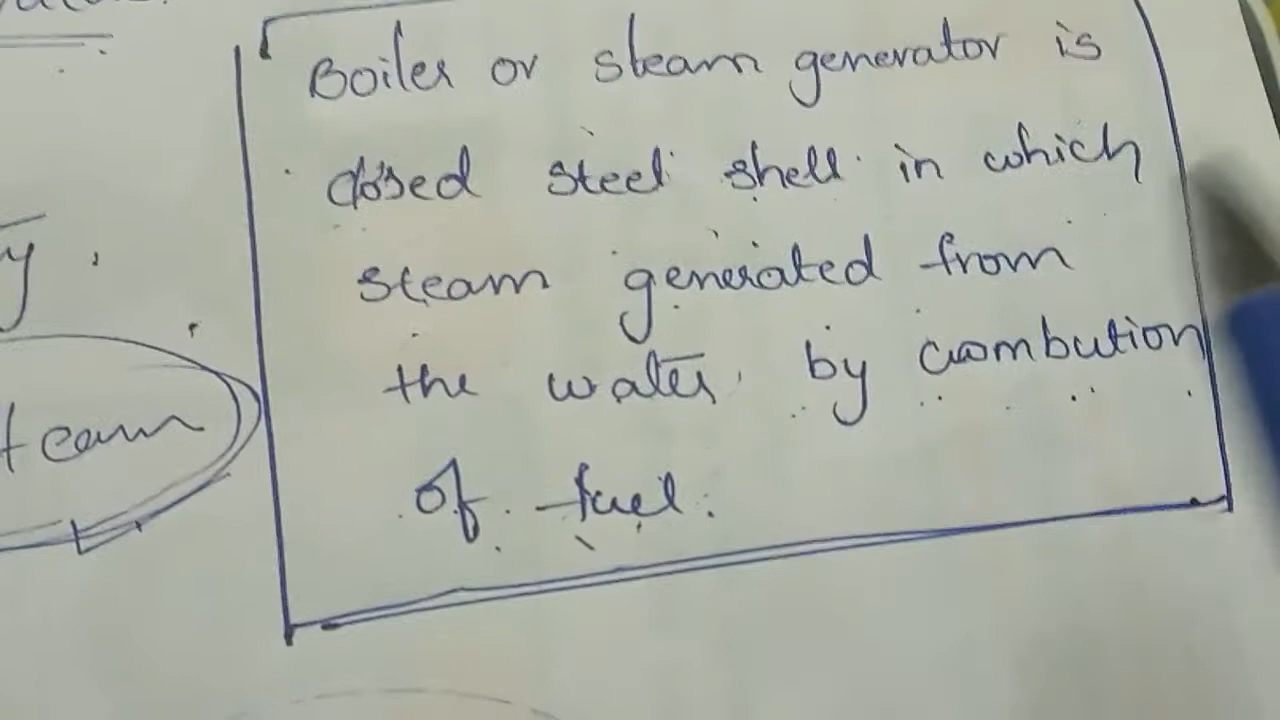 Boiler or steam generator is
closed steel shell in which
steam generated from
the water by combution
of fuel.
team